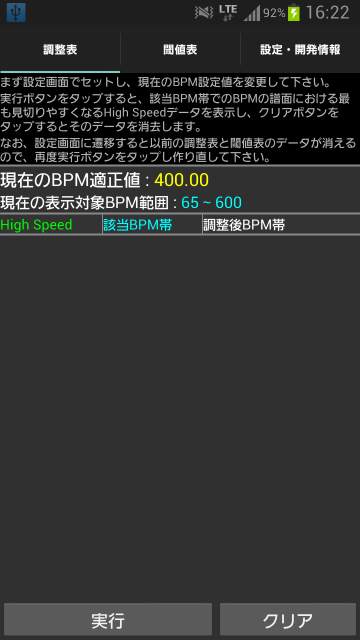 LTE 92% 16:22
調整表 閾値表 設定・開発情報
まず設定画面でセットし、現在のBPM設定値を変更して下さい。
実行ボタンをタップすると、該当BPM帯でのBPMの譜面における最
も見切りやすくなるHigh Speedデータを表示し、クリアボタンを
タップするとそのデータを消去します。
なお、設定画面に遷移すると以前の調整表と閾値表のデータが消える
ので、再度実行ボタンをタップし作り直して下さい。
現在のBPM適正値 : 400.00
現在の表示対象BPM範囲 : 65 ~ 600
High Speed 該当BPM帯 調整後BPM帯
実行 クリア